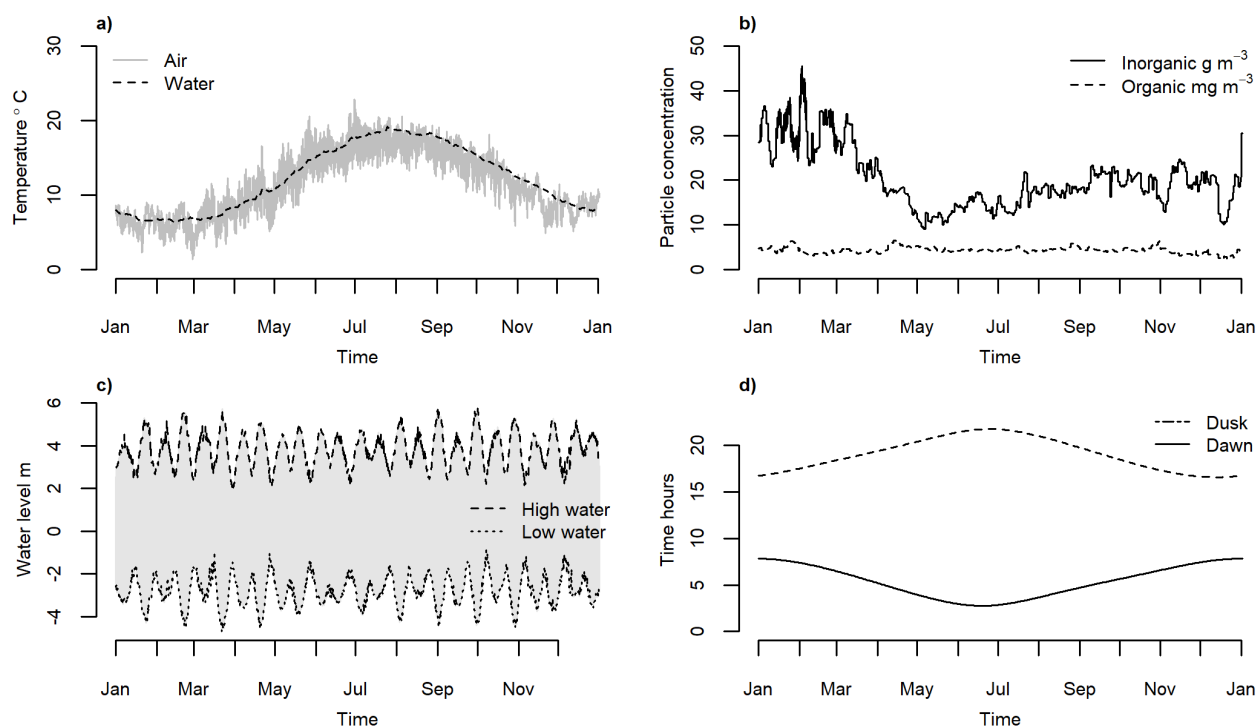 a)
30
20
10
0
Temperature ° C
Air
Water
Jan Mar May Jul Sep Nov Jan
Time
b)
50
40
30
20
10
0
Particle concentration
Inorganic g m−3
Organic mg m−3
Jan Mar May Jul Sep Nov Jan
Time
c)
6
4
2
0
-2
-4
Water level m
High water
Low water
Jan Mar May Jul Sep Nov
Time
d)
20
15
10
5
0
Time hours
Dusk
Dawn
Jan Mar May Jul Sep Nov Jan
Time